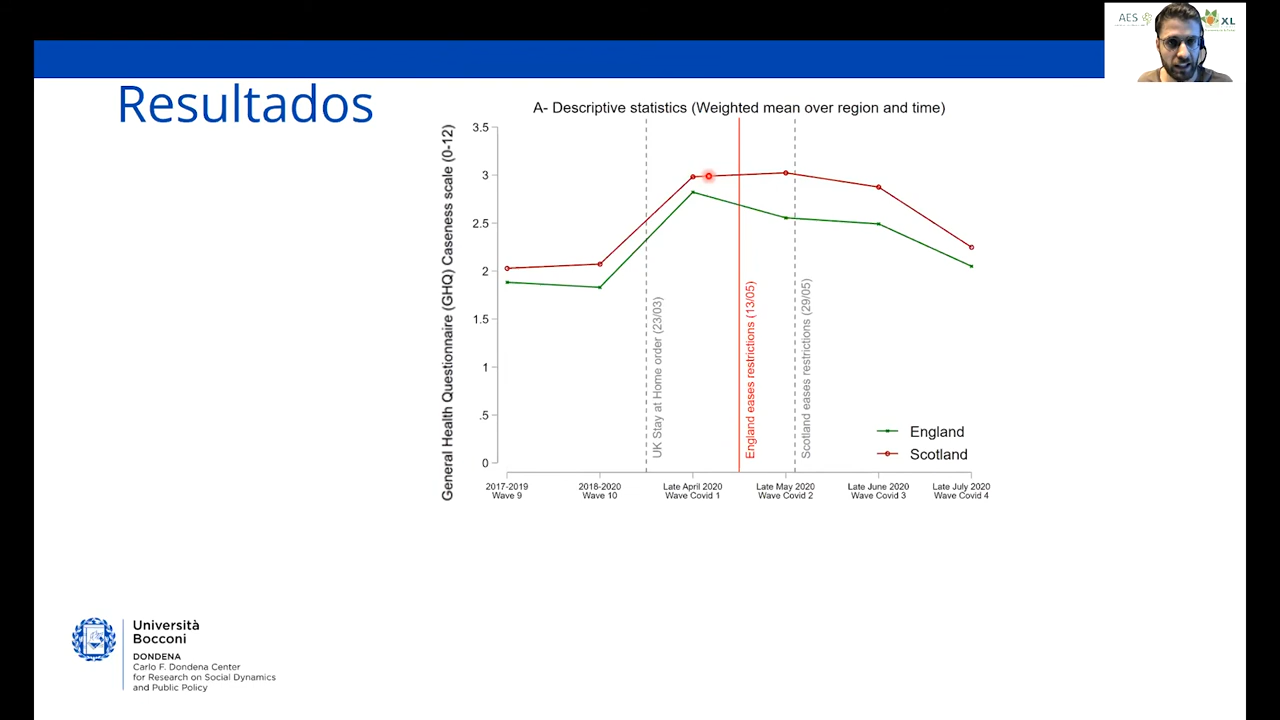 AES
XL
Resultados
A- Descriptive statistics (Weighted mean over region and time)
General Health Questionnaire (GHQ) Caseness scale (0-12)
3.5
3
2.5
2
1.5
1
.5
0
UK Stay at Home order (23/03)
England eases restrictions (13/05)
Scotland eases restrictions (29/05)
England
Scotland
2017-2019
Wave 9
2018-2020
Wave 10
Late April 2020
Wave Covid 1
Late May 2020
Wave Covid 2
Late June 2020
Wave Covid 3
Late July 2020
Wave Covid 4
Università
Bocconi
DONDENA
Carlo F. Dondena Center
for Research on Social Dynamics
and Public Policy